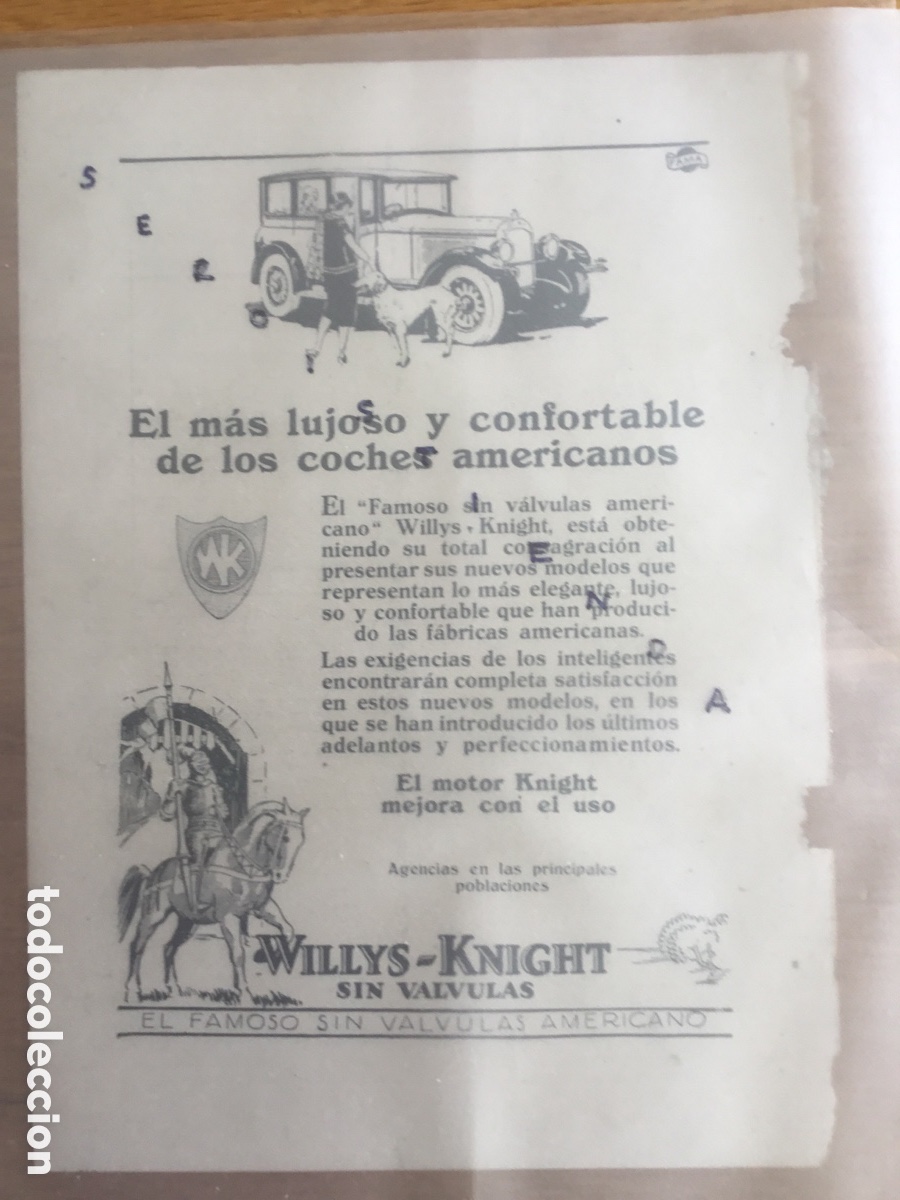 FAMA
S
E
R
O
I
S
T
I
E
N
D
A
El más lujoso y confortable
de los coches americanos
El "Famoso sin válvulas ameri-
cano" Willys-Knight, está obte-
niendo su total consagración al
presentar sus nuevos modelos que
representan lo más elegante, lujo-
so y confortable que han produci-
do las fábricas americanas.
WK
Las exigencias de los inteligentes
encontrarán completa satisfacción
en estos nuevos modelos, en los
que se han introducido los últimos
adelantos y perfeccionamientos.
El motor Knight
mejora con el uso
Agencias en las principales
poblaciones
WILLYS-KNIGHT
SIN VALVULAS
EL FAMOSO SIN VALVULAS AMERICANO
todocoleccion